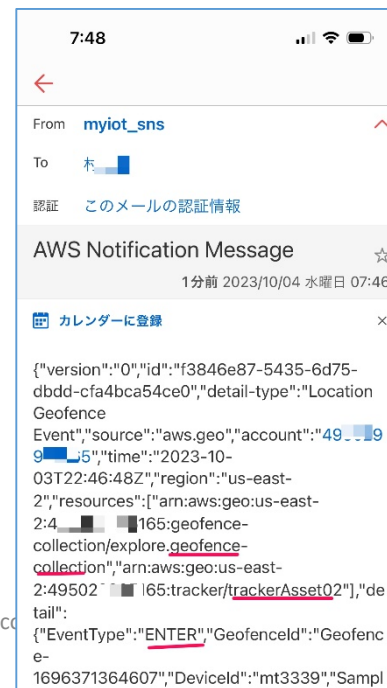 7:48
From myiot_sns
To 村
認証 このメールの認証情報
AWS Notification Message
1分前 2023/10/04 水曜日 07:46
カレンダーに登録
{"version":"0","id":"f3846e87-5435-6d75-
dbdd-cfa4bca54ce0","detail-type":"Location
Geofence
Event","source":"aws.geo","account":"49 9
9 5","time":"2023-10-
03T22:46:48Z","region":"us-east-
2","resources":["arn:aws:geo:us-east-
2:4 165:geofence-
collection/explore.geofence-
collection","arn:aws:geo:us-east-
2:49502 165:tracker/trackerAsset02"],"de
tail":
{"EventType":"ENTER","GeofenceId":"Geofenc
e-
1696371364607","DeviceId":"mt3339","Sampl